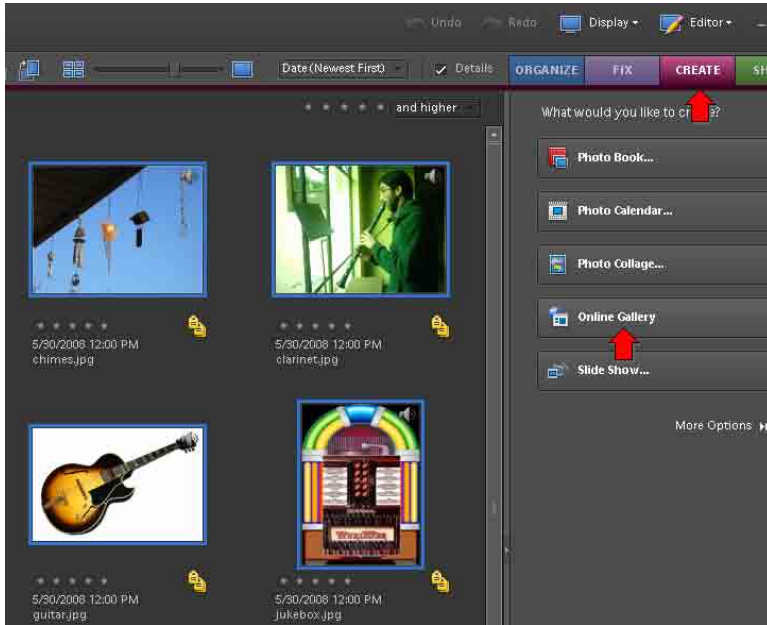 Undo Redo Display Editor
Date (Newest First) Details ORGANIZE FIX CREATE SH
and higher
What would you like to create?
Photo Book...
Photo Calendar...
Photo Collage...
Online Gallery
Slide Show...
More Options
5/30/2008 12:00 PM
chimes.jpg
5/30/2008 12:00 PM
clarinet.jpg
5/30/2008 12:00 PM
guitar.jpg
5/30/2008 12:00 PM
jukebox.jpg